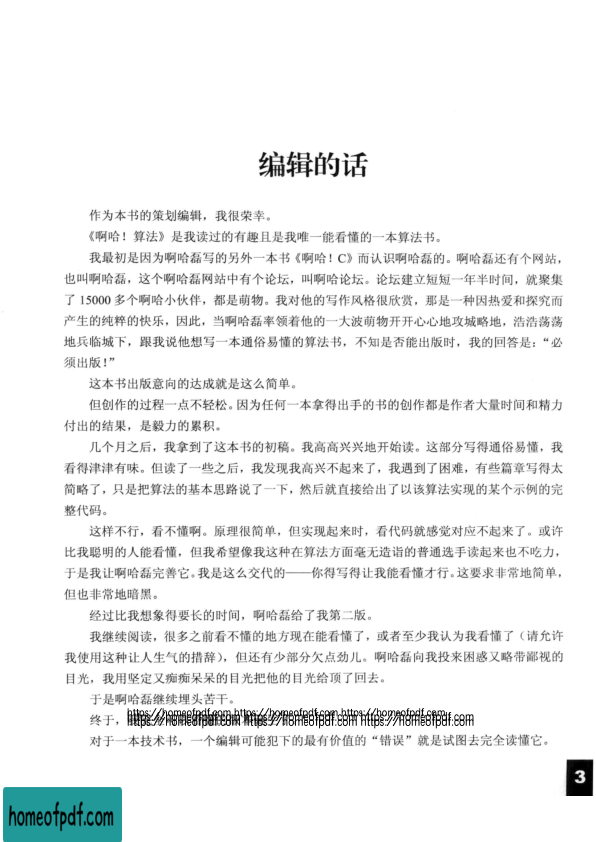 编辑的话
作为本书的策划编辑，我很荣幸。
《啊哈！算法》是我读过的有趣且是我唯一能看懂的一本算法书。
我最初是因为啊哈磊写的另外一本书《啊哈！C》而认识啊哈磊的。啊哈磊还有个网站，
也叫啊哈磊，这个啊哈磊网站中有个论坛，叫啊哈论坛。论坛建立短短一年半时间，就聚集
了 15000 多个啊哈小伙伴，都是萌物。我对他的写作风格很欣赏，那是一种因热爱和探究而
产生的纯粹的快乐，因此，当啊哈磊率领着他的一大波萌物开开心心地攻城略地，浩浩荡荡
地兵临城下，跟我说他想写一本通俗易懂的算法书，不知是否能出版时，我的回答是：“必
须出版！”
这本书出版意向的达成就是这么简单。
但创作的过程一点不轻松。因为任何一本拿得出手的书的创作都是作者大量时间和精力
付出的结果，是毅力的累积。
几个月之后，我拿到了这本书的初稿。我高高兴兴地开始读。这部分写得通俗易懂，我
看得津津有味。但读了一些之后，我发现我高兴不起来了，我遇到了困难，有些篇章写得太
简略了，只是把算法的基本思路说了一下，然后就直接给出了以该算法实现的某个示例的完
整代码。
这样不行，看不懂啊。原理很简单，但实现起来时，看代码就感觉对应不起来了。或许
比我聪明的人能看懂，但我希望像我这种在算法方面毫无造诣的普通选手读起来也不吃力，
于是我让啊哈磊完善它。我是这么交代的——你得写得让我能看懂才行。这要求非常地简单，
但也非常地暗黑。
经过比我想象得要长的时间，啊哈磊给了我第二版。
我继续阅读，很多之前看不懂的地方现在能看懂了，或者至少我认为我看懂了（请允许
我使用这种让人生气的措辞），但还有少部分欠点劲儿。啊哈磊向我投来困惑又略带鄙视的
目光，我用坚定又痴痴呆呆的目光把他的目光给顶了回去。
于是啊哈磊继续埋头苦干。
https://homeofpdf.com https://homeofpdf.com https://homeofpdf.com
终于，
https://homeofpdf.com https://homeofpdf.com https://homeofpdf.com
对于一本技术书，一个编辑可能犯下的最有价值的“错误”就是试图去完全读懂它。
3
homeofpdf.com